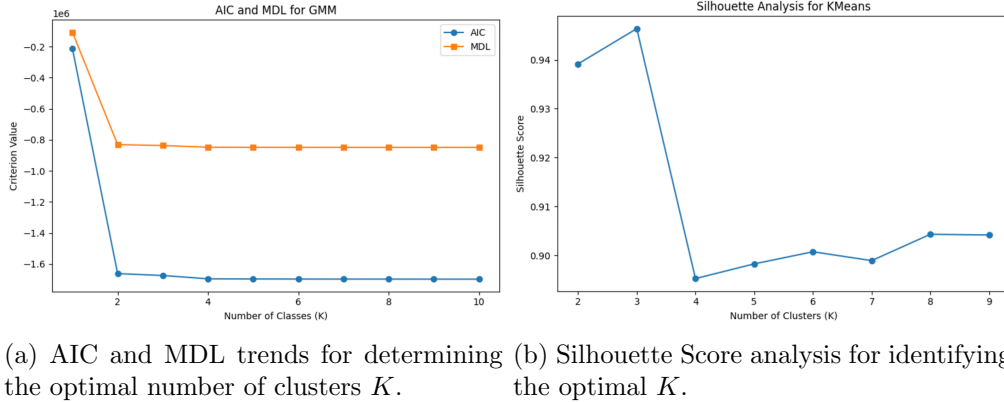 AIC and MDL for GMM
1e6
AIC
MDL
−0.2
−0.4
−0.6
−0.8
−1.0
−1.2
−1.4
−1.6
Criterion Value
2
4
6
8
10
Number of Classes (K)
Silhouette Analysis for KMeans
0.94
0.93
0.92
0.91
0.90
Silhouette Score
2
3
4
5
6
7
8
9
Number of Clusters (K)
(a) AIC and MDL trends for determining
the optimal number of clusters K.
(b) Silhouette Score analysis for identifying
the optimal K.